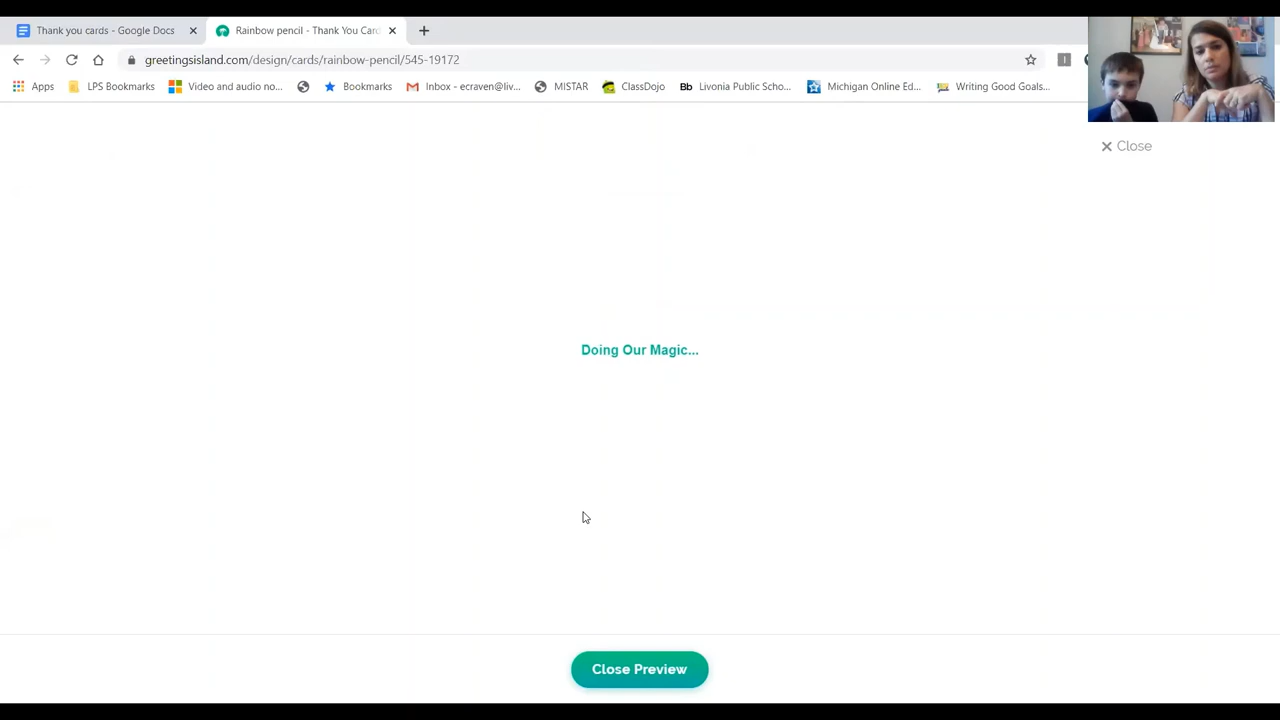 Thank you cards - Google Docs
Rainbow pencil - Thank You Card
greetingsisland.com/design/cards/rainbow-pencil/545-19172
Apps
LPS Bookmarks
Video and audio no...
Bookmarks
Inbox - ecraven@liv...
MISTAR
ClassDojo
Bb Livonia Public Scho...
Michigan Online Ed...
Writing Good Goals...
Close
Doing Our Magic...
Close Preview